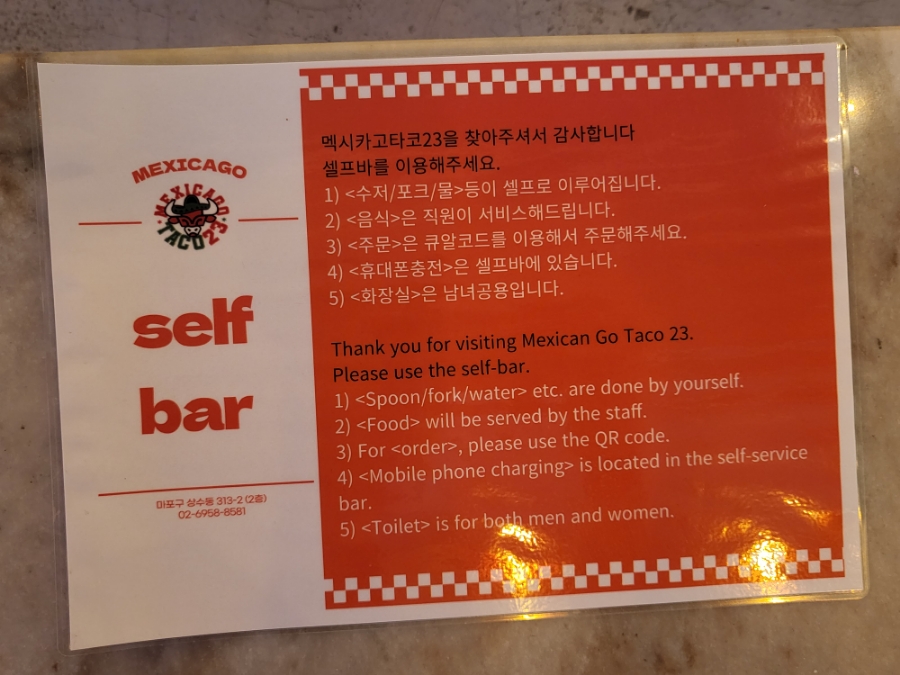 MEXICAGO
MEXICAGO
TACO 23
self
bar
마포구 상수동 313-2 (2층)
02-6958-8581
멕시카고타코23을 찾아주셔서 감사합니다
셀프바를 이용해주세요.
1) <수저/포크/물>등이 셀프로 이루어집니다.
2) <음식>은 직원이 서비스해드립니다.
3) <주문>은 큐알코드를 이용해서 주문해주세요.
4) <휴대폰충전>은 셀프바에 있습니다.
5) <화장실>은 남녀공용입니다.
Thank you for visiting Mexican Go Taco 23.
Please use the self-bar.
1) <Spoon/fork/water> etc. are done by yourself.
2) <Food> will be served by the staff.
3) For <order>, please use the QR code.
4) <Mobile phone charging> is located in the self-service
bar.
5) <Toilet> is for both men and women.